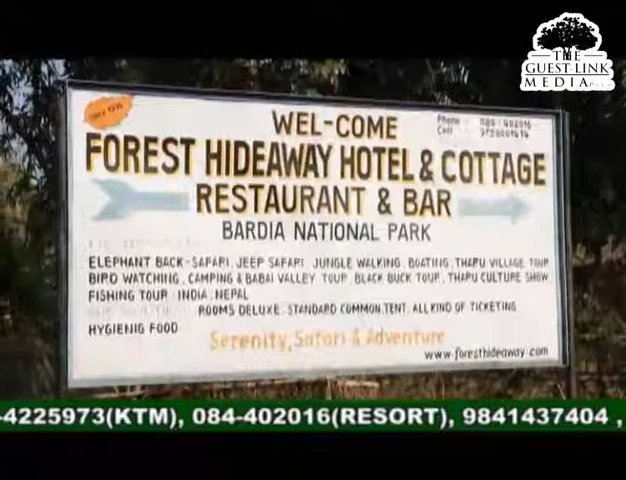 THE
GUEST·LINK
MEDIA
WEL-COME
Phone
Cell
FOREST HIDEAWAY HOTEL & COTTAGE
RESTAURANT & BAR
BARDIA NATIONAL PARK
ELEPHANT BACK-SAFARI, JEEP SAFARI, JUNGLE WALKING, BOATING, THARU VILLAGE TOUR
BIRD WATCHING, CAMPING & BABAI VALLEY TOUR, BLACK BUCK TOUR, THARU CULTURE SHOW
FISHING TOUR INDIA, NEPAL
ROOMS DELUXE, STANDARD COMMON, TENT, ALL KIND OF TICKETING
HYGIENIG FOOD
Serenity, Safari & Adventure
www.foresthideaway.com
-4225973(KTM), 084-402016(RESORT), 9841437404 ,